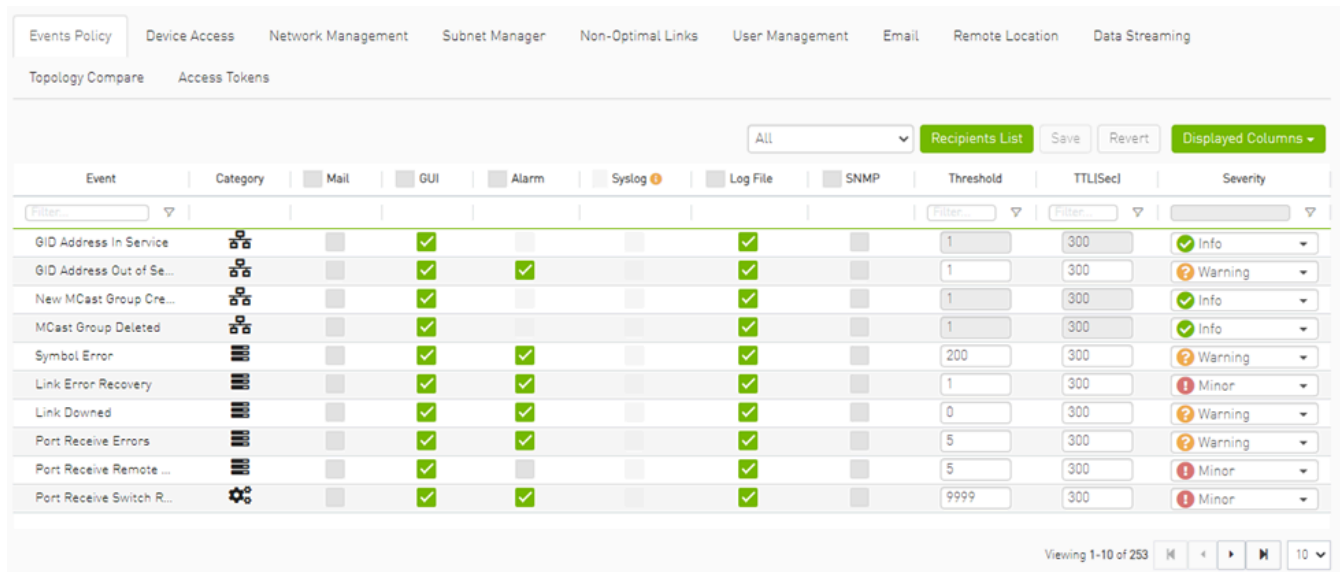 Events Policy Device Access Network Management Subnet Manager Non-Optimal Links User Management Email Remote Location Data Streaming
Topology Compare Access Tokens
All Recipients List Save Revert Displayed Columns
Event Category Mail GUI Alarm Syslog Log File SNMP Threshold TTL[Sec] Severity
Filter... Filter... Filter...
GID Address In Service 1 300 Info
GID Address Out of Se... 1 300 Warning
New MCast Group Cre... 1 300 Info
MCast Group Deleted 1 300 Info
Symbol Error 200 300 Warning
Link Error Recovery 1 300 Minor
Link Downed 0 300 Warning
Port Receive Errors 5 300 Warning
Port Receive Remote ... 5 300 Minor
Port Receive Switch R... 9999 300 Minor
Viewing 1-10 of 253 10